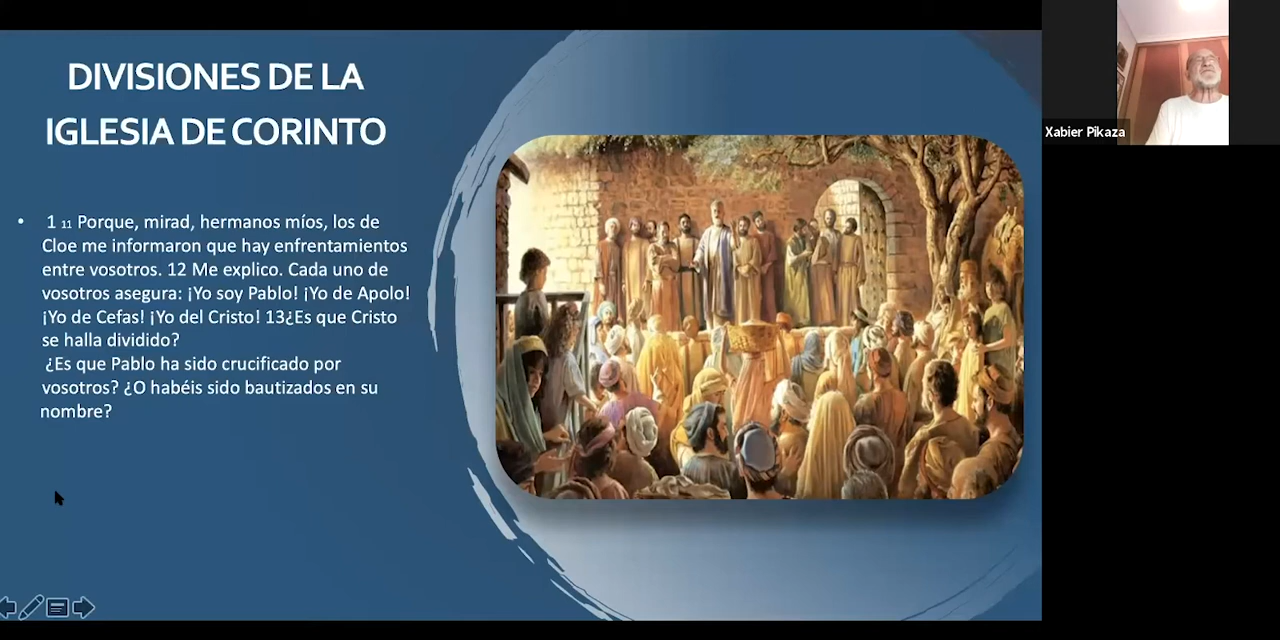 DIVISIONES DE LA
IGLESIA DE CORINTO
• 1 11 Porque, mirad, hermanos míos, los de
Cloe me informaron que hay enfrentamientos
entre vosotros. 12 Me explico. Cada uno de
vosotros asegura: ¡Yo soy Pablo! ¡Yo de Apolo!
¡Yo de Cefas! ¡Yo del Cristo! 13¿Es que Cristo
se halla dividido?
¿Es que Pablo ha sido crucificado por
vosotros? ¿O habéis sido bautizados en su
nombre?
Xabier Pikaza